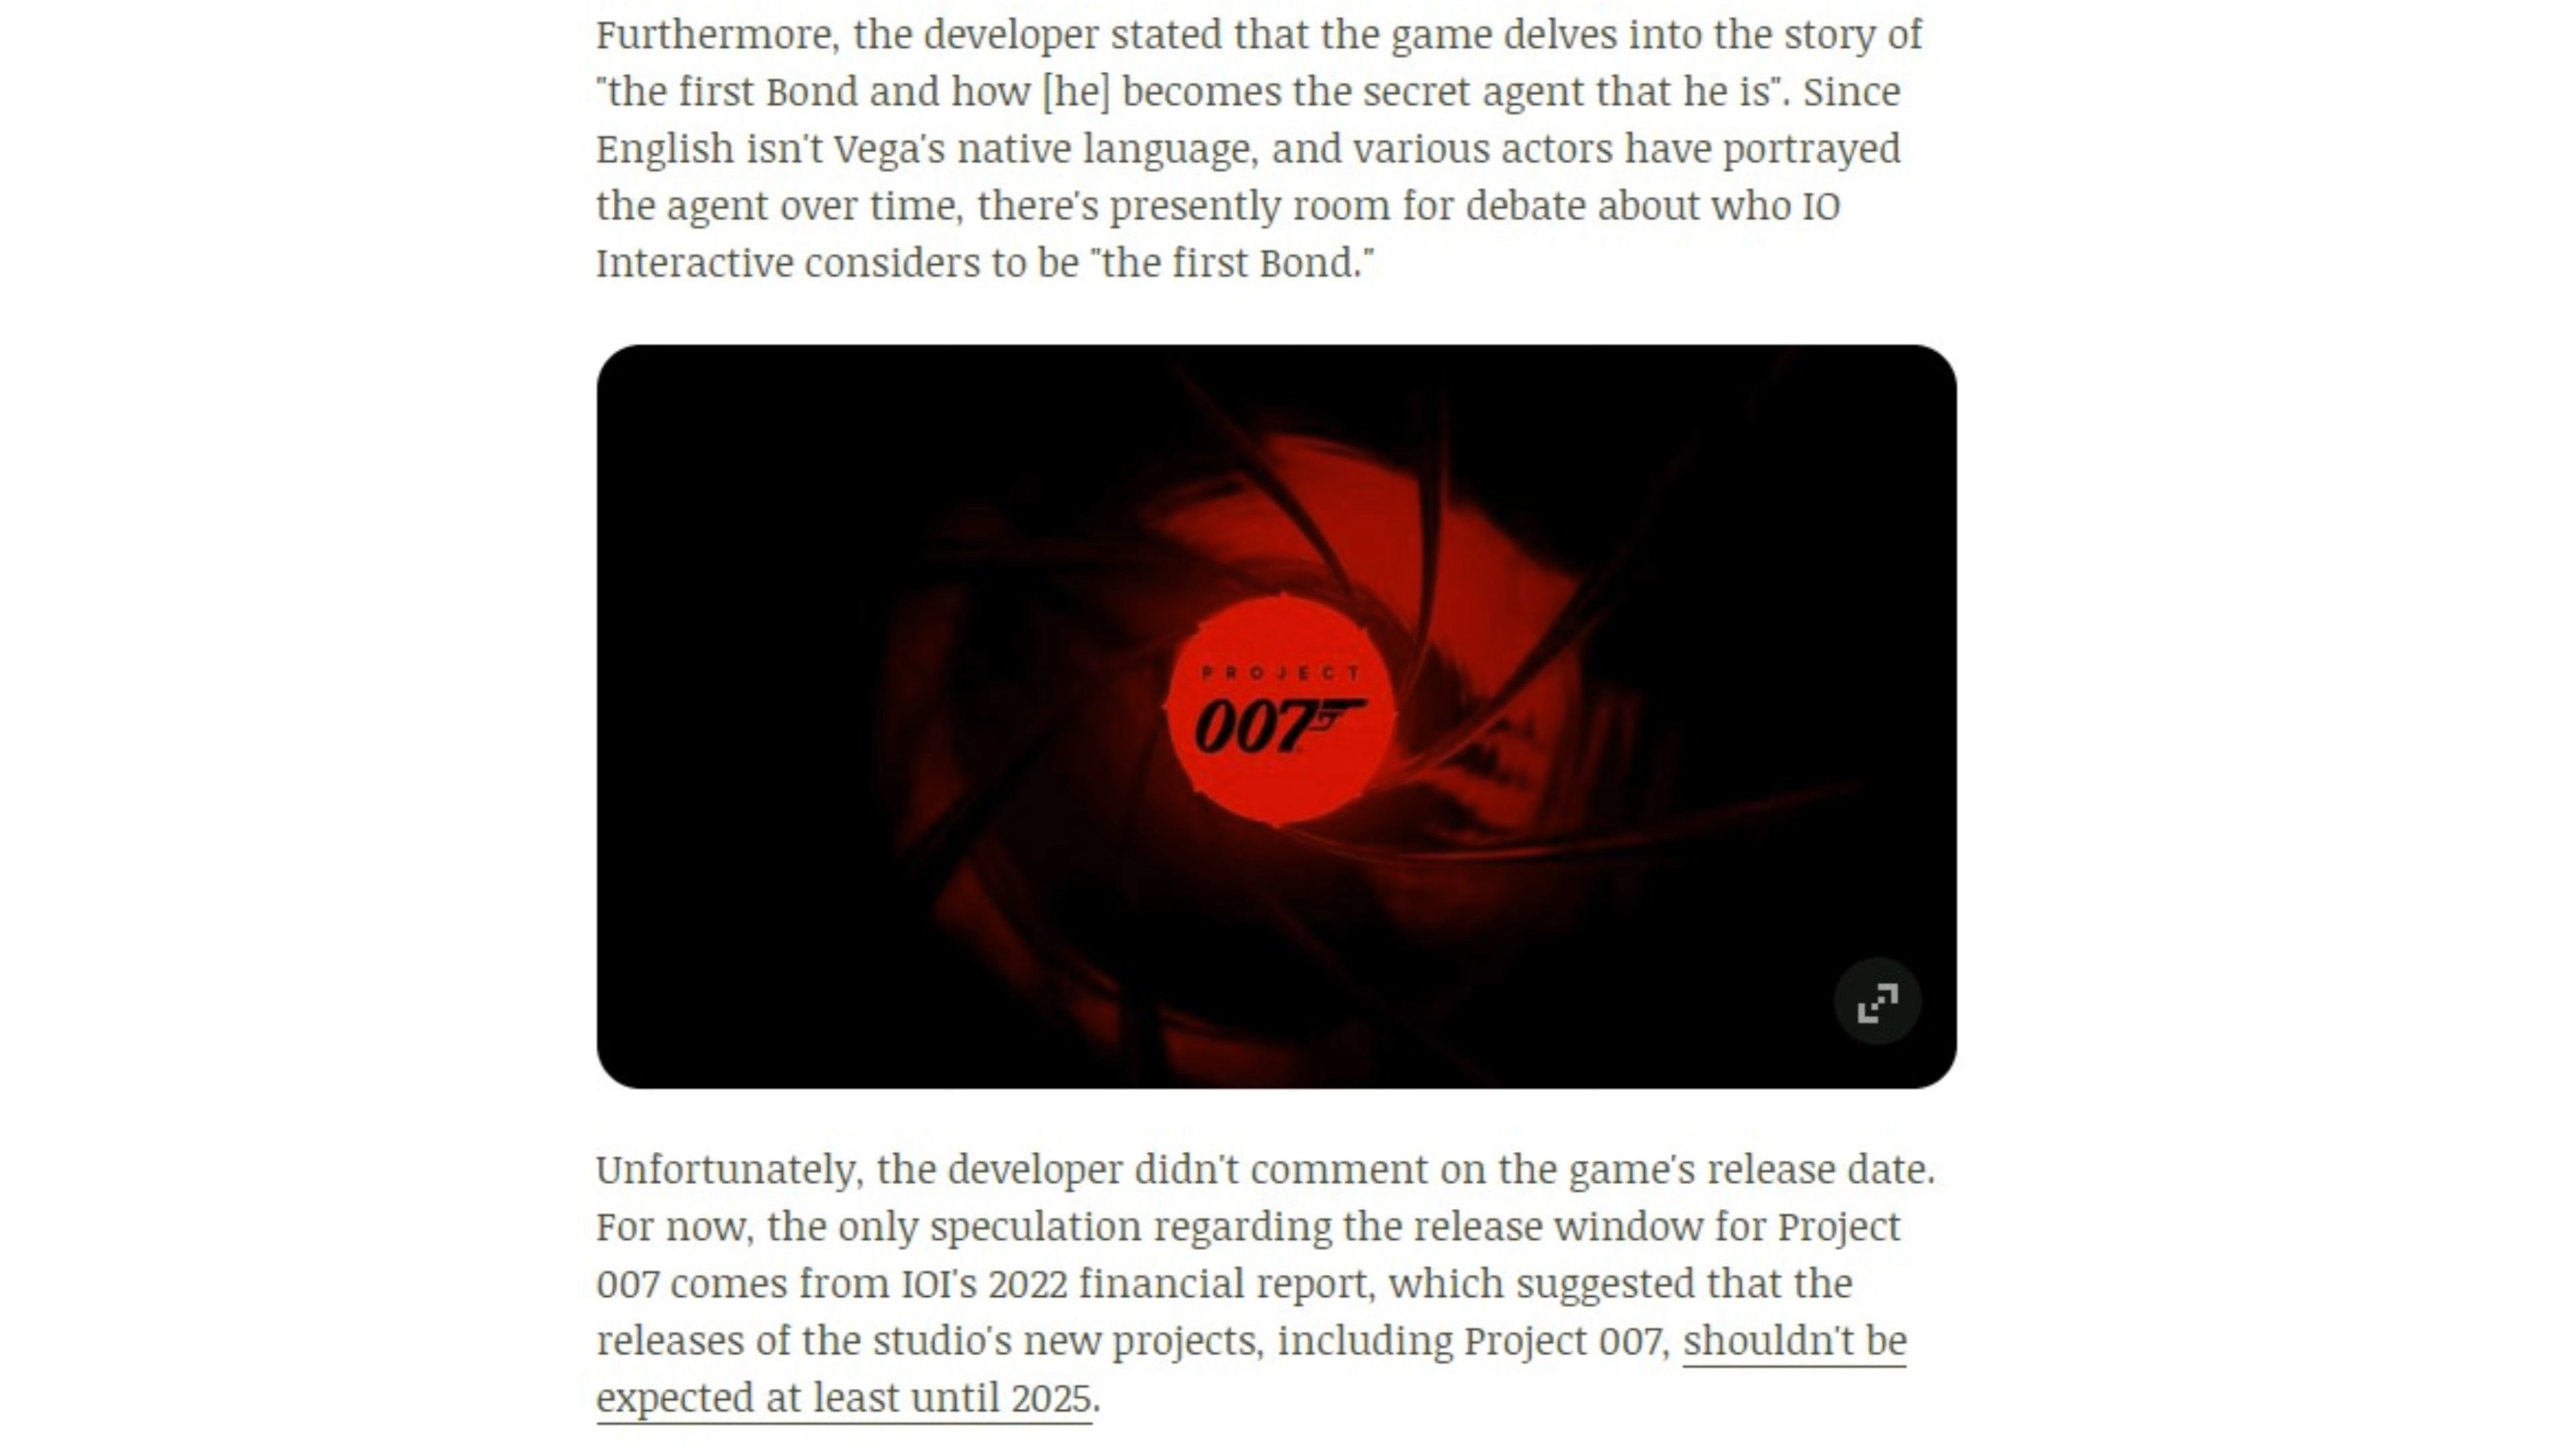 Furthermore, the developer stated that the game delves into the story of
"the first Bond and how [he] becomes the secret agent that he is". Since
English isn't Vega's native language, and various actors have portrayed
the agent over time, there's presently room for debate about who IO
Interactive considers to be "the first Bond."
PROJECT
007
Unfortunately, the developer didn't comment on the game's release date.
For now, the only speculation regarding the release window for Project
007 comes from IOI's 2022 financial report, which suggested that the
releases of the studio's new projects, including Project 007, shouldn't be
expected at least until 2025.